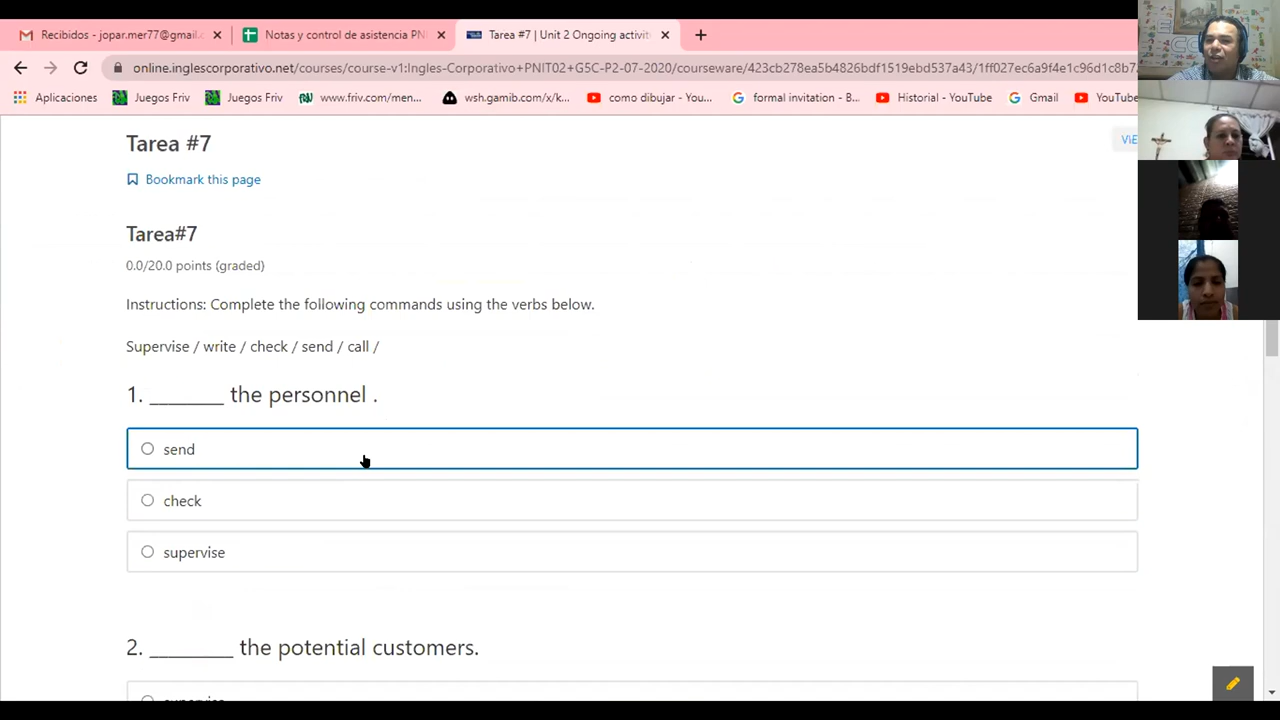 Recibidos - jopar.mer77@gmail.
Notas y control de asistencia PN
Tarea #7 | Unit 2 Ongoing activit
online.inglescorporativo.net/courses/course-v1:Ingles-Corporativo+PNIT02+G5C-P2-07-2020/courseware/423cb278ea5b4826bdf1519ebd537a43/1ff027ec6a9f4e1c96d1c8b7
Aplicaciones
Juegos Friv
Juegos Friv
www.friv.com/men...
wsh.gamib.com/x/k...
como dibujar - You...
formal invitation - B...
Historial - YouTube
Gmail
YouTube
Tarea #7
Bookmark this page
Tarea#7
0.0/20.0 points (graded)
Instructions: Complete the following commands using the verbs below.
Supervise / write / check / send / call /
1. ________ the personnel .
send
check
supervise
2. _________ the potential customers.
supervise